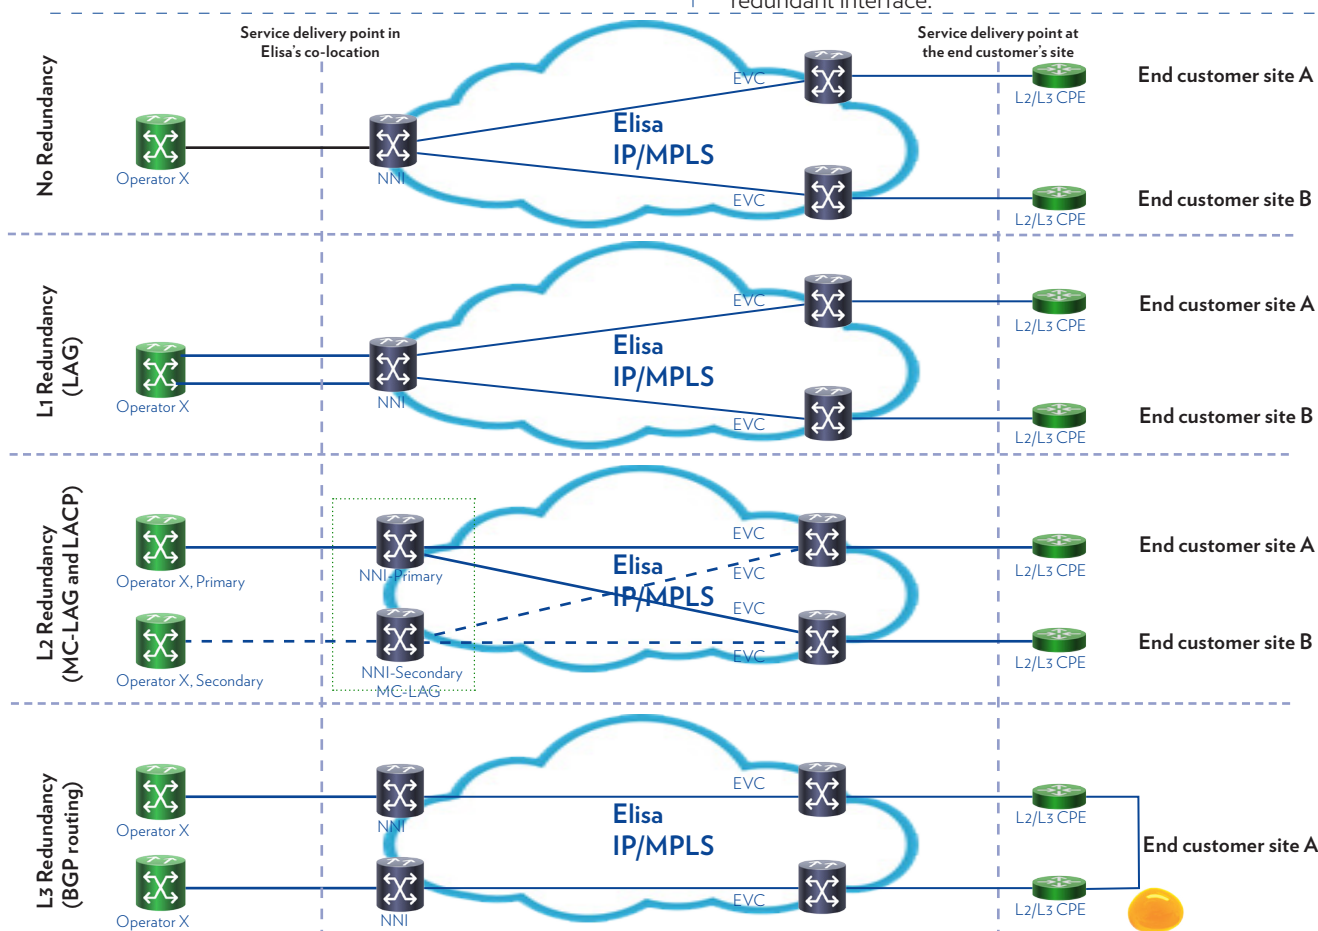 redundant interface.
Service delivery point in
Elisa's co-location
Service delivery point at
the end customer's site
No Redundancy
Operator X
NNI
EVC
EVC
Elisa
IP/MPLS
L2/L3 CPE
End customer site A
L2/L3 CPE
End customer site B
L1 Redundancy
(LAG)
Operator X
NNI
EVC
EVC
Elisa
IP/MPLS
L2/L3 CPE
End customer site A
L2/L3 CPE
End customer site B
L2 Redundancy
(MC-LAG and LACP)
Operator X, Primary
Operator X, Secondary
NNI-Primary
NNI-Secondary
MC-LAG
EVC
EVC
EVC
EVC
Elisa
IP/MPLS
L2/L3 CPE
End customer site A
L2/L3 CPE
End customer site B
L3 Redundancy
(BGP routing)
Operator X
Operator X
NNI
NNI
EVC
EVC
Elisa
IP/MPLS
L2/L3 CPE
L2/L3 CPE
End customer site A